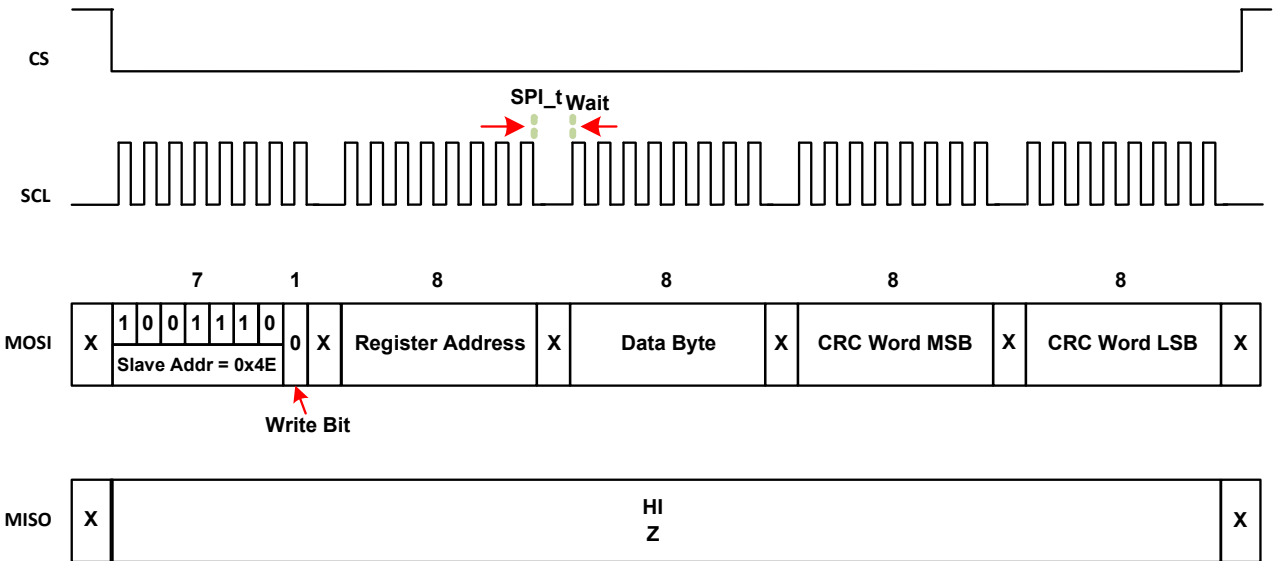 CS
SPI_t Wait
SCL
7 1 8 8 8 8
MOSI X 1 0 0 1 1 1 0 0 X Register Address X Data Byte X CRC Word MSB X CRC Word LSB X
Slave Addr = 0x4E
Write Bit
MISO X HI X
Z